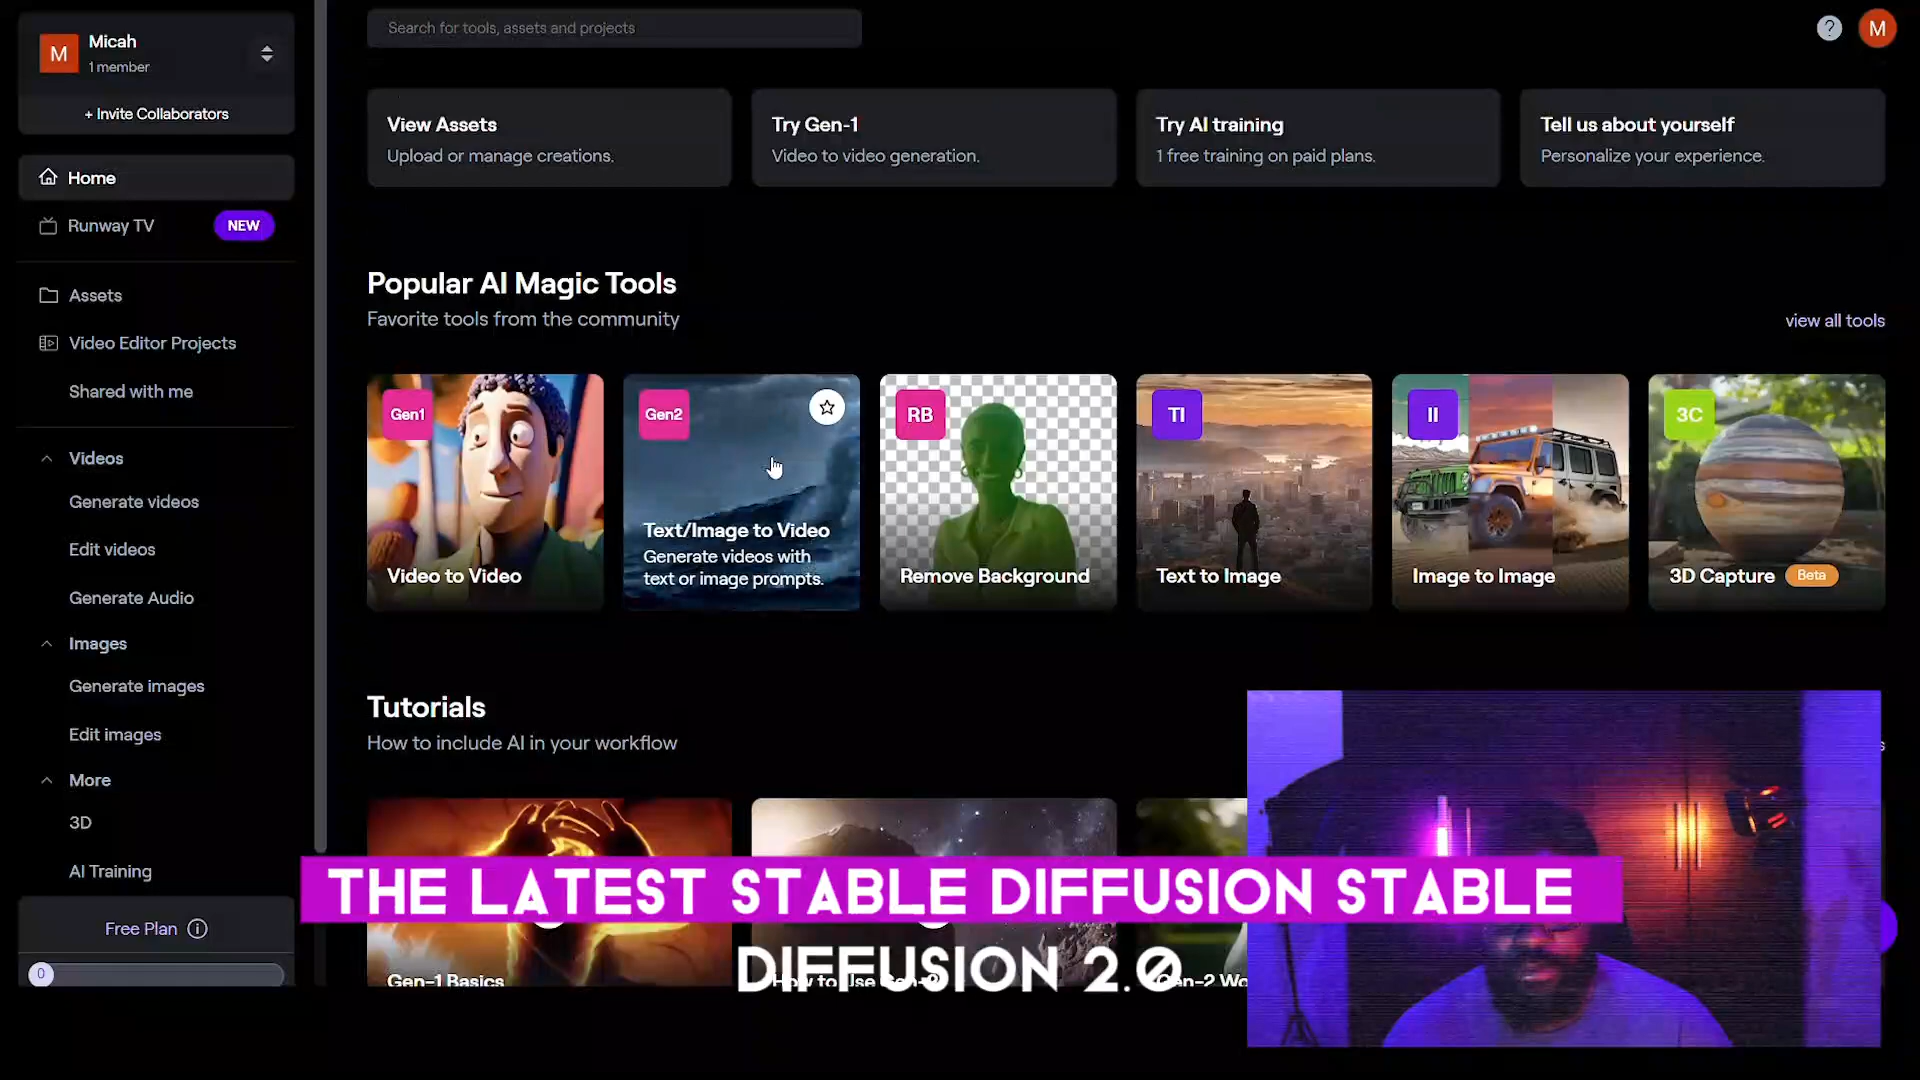 M
Micah
1 member
+ Invite Collaborators
Home
Runway TV
NEW
Assets
Video Editor Projects
Shared with me
Videos
Generate videos
Edit videos
Generate Audio
Images
Generate images
Edit images
More
3D
AI Training
Free Plan
0
Search for tools, assets and projects
?
M
View Assets
Upload or manage creations.
Try Gen-1
Video to video generation.
Try AI training
1 free training on paid plans.
Tell us about yourself
Personalize your experience.
Popular AI Magic Tools
Favorite tools from the community
view all tools
Gen1
Video to Video
Gen2
Text/Image to Video
Generate videos with
text or image prompts.
RB
Remove Background
TI
Text to Image
II
Image to Image
3C
3D Capture
Beta
Tutorials
How to include AI in your workflow
Gen-1 Basics
How to Use
Gen-2
THE LATEST STABLE DIFFUSION STABLE
DIFFUSION 2.0